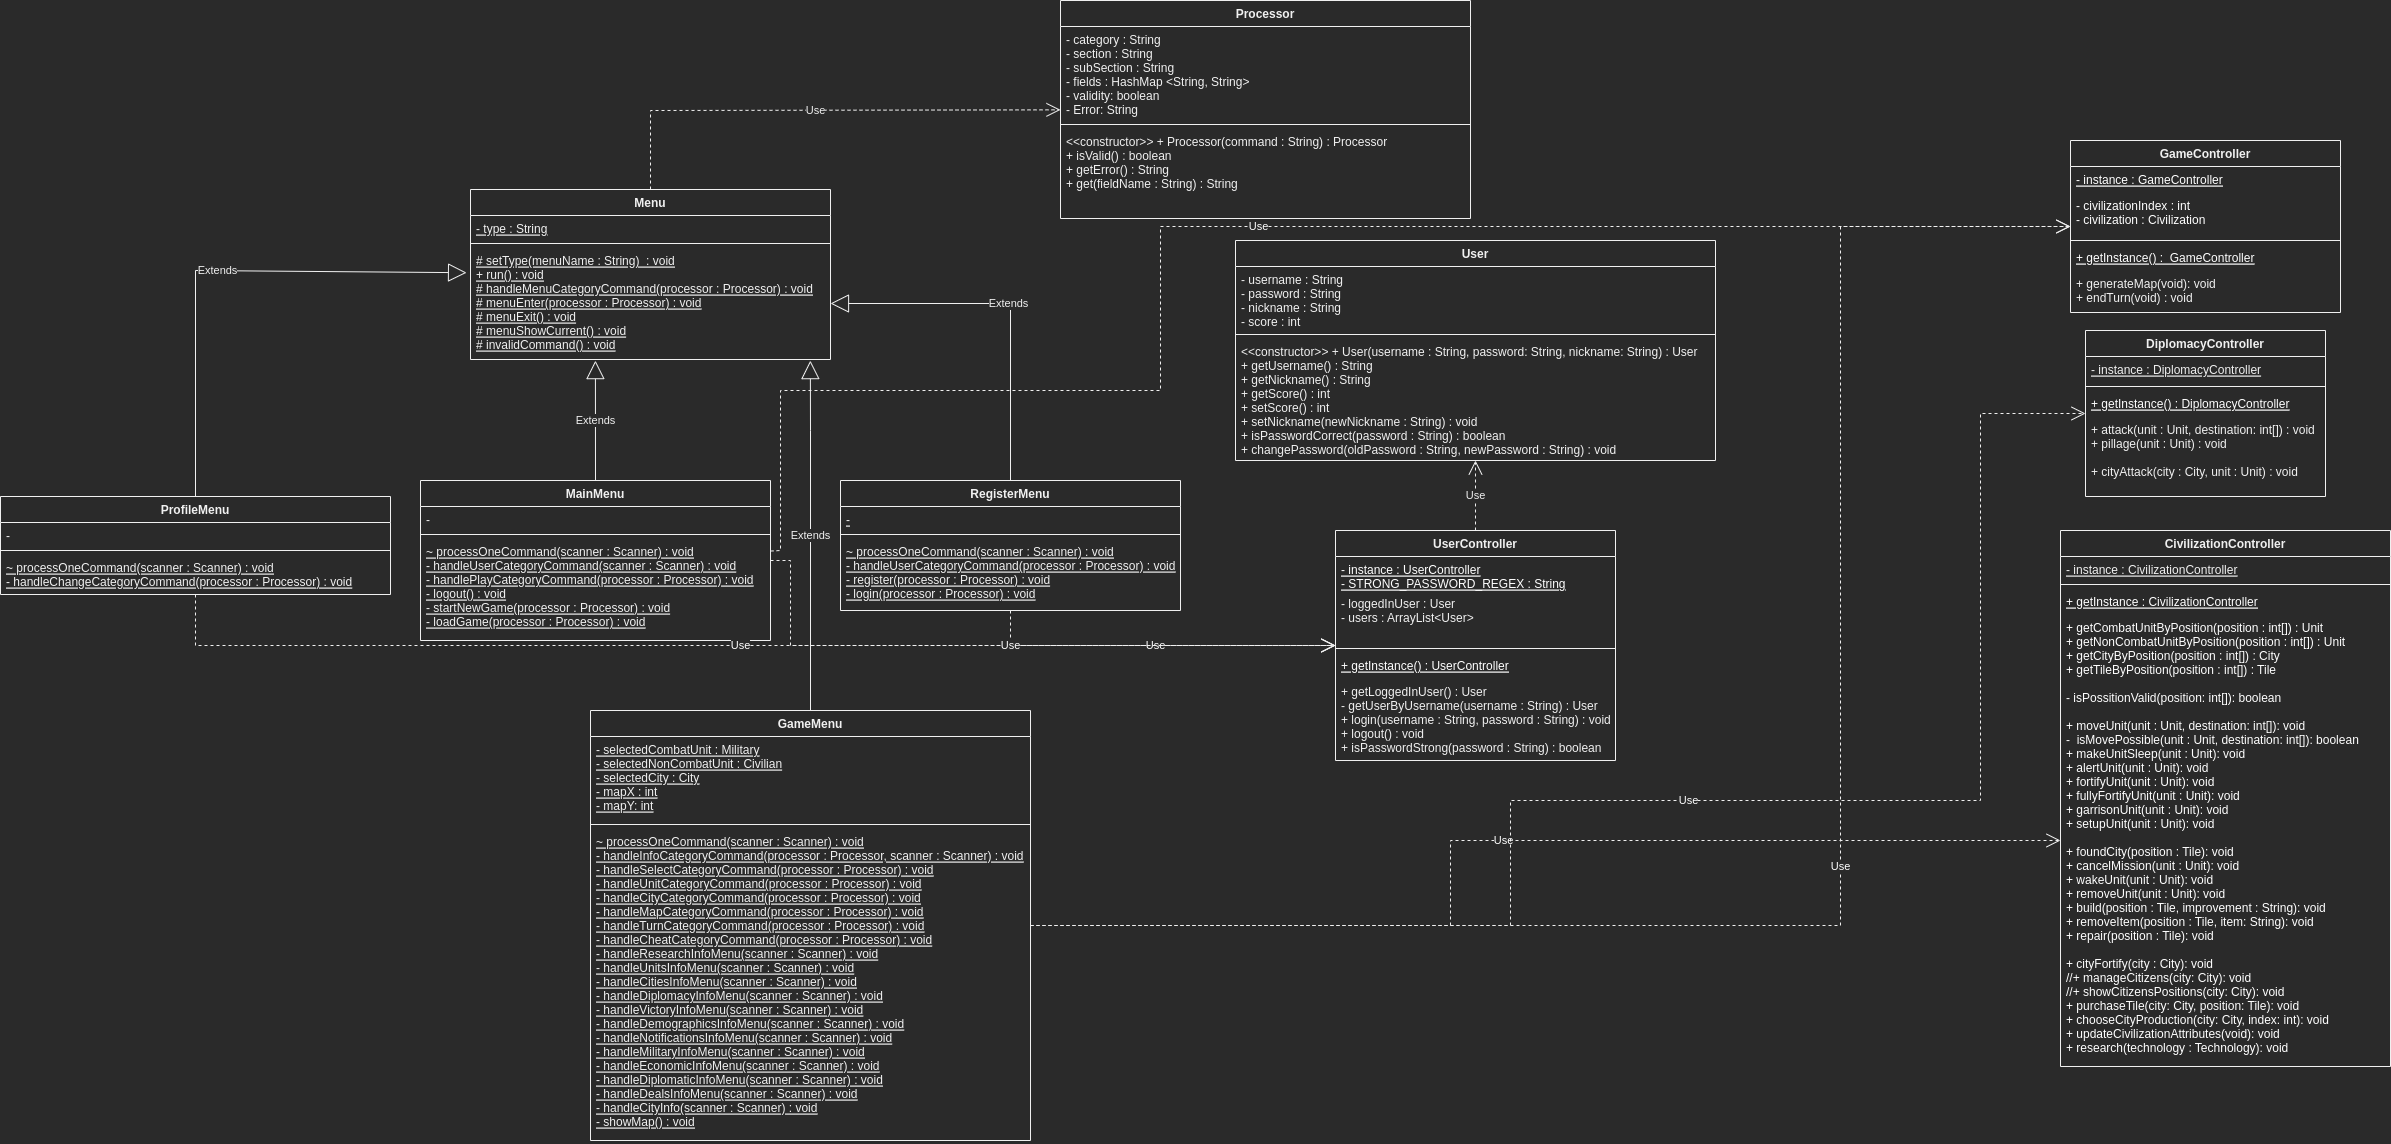 Processor
- category : String
- section : String
- subSection : String
- fields : HashMap <String, String>
- validity: boolean
- Error: String
<<constructor>> + Processor(command : String) : Processor
+ isValid() : boolean
+ getError() : String
+ get(fieldName : String) : String
Use
Menu
- type : String
# setType(menuName : String)  : void
+ run() : void
# handleMenuCategoryCommand(processor : Processor) : void
# menuEnter(processor : Processor) : void
# menuExit() : void
# menuShowCurrent() : void
# invalidCommand() : void
Extends
Extends
Extends
Extends
Use
GameController
- instance : GameController
- civilizationIndex : int
- civilization : Civilization
+ getInstance() :  GameController
+ generateMap(void): void
+ endTurn(void) : void
User
- username : String
- password : String
- nickname : String
- score : int
<<constructor>> + User(username : String, password: String, nickname: String) : User
+ getUsername() : String
+ getNickname() : String
+ getScore() : int
+ setScore() : int
+ setNickname(newNickname : String) : void
+ isPasswordCorrect(password : String) : boolean
+ changePassword(oldPassword : String, newPassword : String) : void
Use
DiplomacyController
- instance : DiplomacyController
+ getInstance() : DiplomacyController
+ attack(unit : Unit, destination: int[]) : void
+ pillage(unit : Unit) : void
+ cityAttack(city : City, unit : Unit) : void
ProfileMenu
-
~ processOneCommand(scanner : Scanner) : void
- handleChangeCategoryCommand(processor : Processor) : void
MainMenu
-
~ processOneCommand(scanner : Scanner) : void
- handleUserCategoryCommand(scanner : Scanner) : void
- handlePlayCategoryCommand(processor : Processor) : void
- logout() : void
- startNewGame(processor : Processor) : void
- loadGame(processor : Processor) : void
RegisterMenu
-
~ processOneCommand(scanner : Scanner) : void
- handleUserCategoryCommand(processor : Processor) : void
- register(processor : Processor) : void
- login(processor : Processor) : void
Use
Use
Use
UserController
- instance : UserController
- STRONG_PASSWORD_REGEX : String
- loggedInUser : User
- users : ArrayList<User>
+ getInstance() : UserController
+ getLoggedInUser() : User
- getUserByUsername(username : String) : User
+ login(username : String, password : String) : void
+ logout() : void
+ isPasswordStrong(password : String) : boolean
CivilizationController
- instance : CivilizationController
+ getInstance : CivilizationController
+ getCombatUnitByPosition(position : int[]) : Unit
+ getNonCombatUnitByPosition(position : int[]) : Unit
+ getCityByPosition(position : int[]) : City
+ getTileByPosition(position : int[]) : Tile
- isPossitionValid(position: int[]): boolean
+ moveUnit(unit : Unit, destination: int[]): void
-  isMovePossible(unit : Unit, destination: int[]): boolean
+ makeUnitSleep(unit : Unit): void
+ alertUnit(unit : Unit): void
+ fortifyUnit(unit : Unit): void
+ fullyFortifyUnit(unit : Unit): void
+ garrisonUnit(unit : Unit): void
+ setupUnit(unit : Unit): void
+ foundCity(position : Tile): void
+ cancelMission(unit : Unit): void
+ wakeUnit(unit : Unit): void
+ removeUnit(unit : Unit): void
+ build(position : Tile, improvement : String): void
+ removeItem(position : Tile, item: String): void
+ repair(position : Tile): void
+ cityFortify(city : City): void
//+ manageCitizens(city: City): void
//+ showCitizensPositions(city: City): void
+ purchaseTile(city: City, position: Tile): void
+ chooseCityProduction(city: City, index: int): void
+ updateCivilizationAttributes(void): void
+ research(technology : Technology): void
GameMenu
- selectedCombatUnit : Military
- selectedNonCombatUnit : Civilian
- selectedCity : City
- mapX : int
- mapY: int
~ processOneCommand(scanner : Scanner) : void
- handleInfoCategoryCommand(processor : Processor, scanner : Scanner) : void
- handleSelectCategoryCommand(processor : Processor) : void
- handleUnitCategoryCommand(processor : Processor) : void
- handleCityCategoryCommand(processor : Processor) : void
- handleMapCategoryCommand(processor : Processor) : void
- handleTurnCategoryCommand(processor : Processor) : void
- handleCheatCategoryCommand(processor : Processor) : void
- handleResearchInfoMenu(scanner : Scanner) : void
- handleUnitsInfoMenu(scanner : Scanner) : void
- handleCitiesInfoMenu(scanner : Scanner) : void
- handleDiplomacyInfoMenu(scanner : Scanner) : void
- handleVictoryInfoMenu(scanner : Scanner) : void
- handleDemographicsInfoMenu(scanner : Scanner) : void
- handleNotificationsInfoMenu(scanner : Scanner) : void
- handleMilitaryInfoMenu(scanner : Scanner) : void
- handleEconomicInfoMenu(scanner : Scanner) : void
- handleDiplomaticInfoMenu(scanner : Scanner) : void
- handleDealsInfoMenu(scanner : Scanner) : void
- handleCityInfo(scanner : Scanner) : void
- showMap() : void
Use
Use
Use